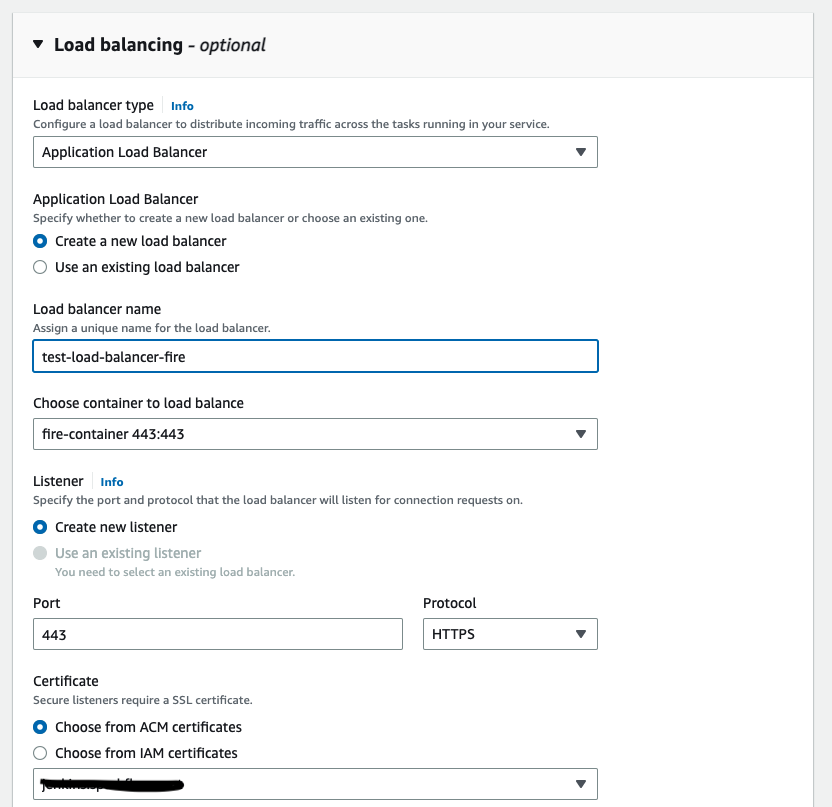 Load balancing - optional
Load balancer type Info
Configure a load balancer to distribute incoming traffic across the tasks running in your service.
Application Load Balancer
Application Load Balancer
Specify whether to create a new load balancer or choose an existing one.
Create a new load balancer
Use an existing load balancer
Load balancer name
Assign a unique name for the load balancer.
test-load-balancer-fire
Choose container to load balance
fire-container 443:443
Listener Info
Specify the port and protocol that the load balancer will listen for connection requests on.
Create new listener
Use an existing listener
You need to select an existing load balancer.
Port Protocol
443 HTTPS
Certificate
Secure listeners require a SSL certificate.
Choose from ACM certificates
Choose from IAM certificates